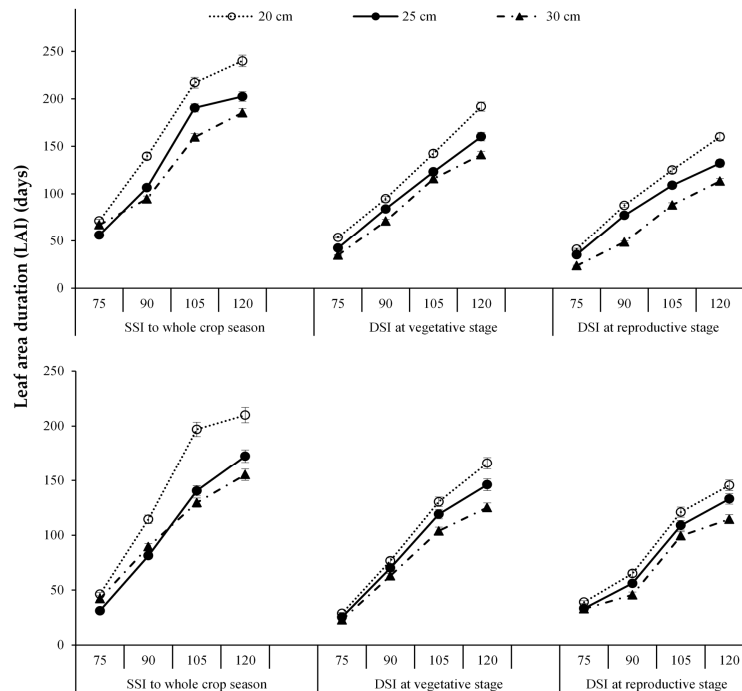 20 cm 25 cm 30 cm
Leaf area duration (LAI) (days)
250
200
150
100
50
0
75 90 105 120 75 90 105 120 75 90 105 120
SSI to whole crop season DSI at vegetative stage DSI at reproductive stage
250
200
150
100
50
0
75 90 105 120 75 90 105 120 75 90 105 120
SSI to whole crop season DSI at vegetative stage DSI at reproductive stage